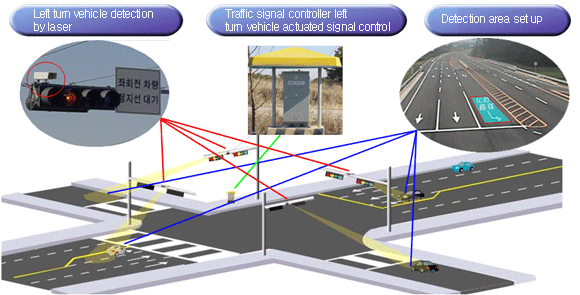 Left turn vehicle detection
by laser
Traffic signal controller left
turn vehicle actuated signal control
Detection area set up
좌회전 차량
정지선 대기